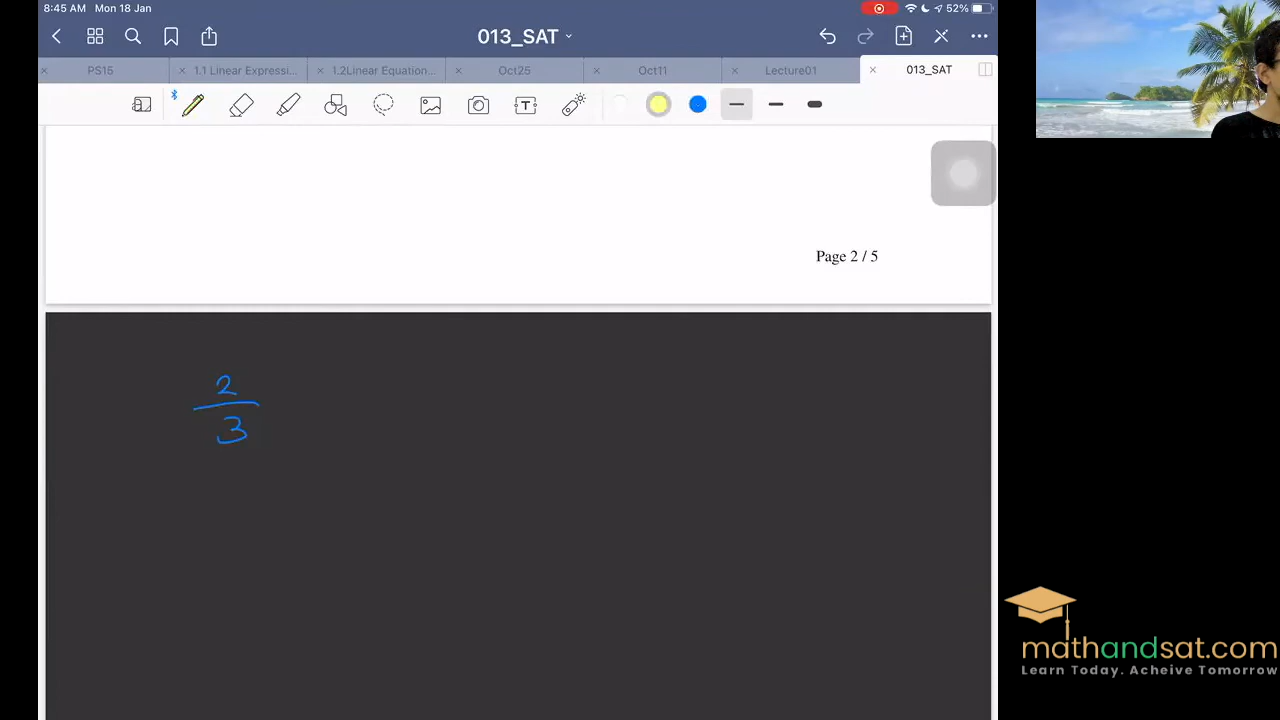 8:45 AM Mon 18 Jan 52%
013_SAT
PS15 1.1 Linear Expressi... 1.2Linear Equation... Oct25 Oct11 Lecture01 013_SAT
T
Page 2 / 5
2
3
mathandsat.com
Learn Today. Acheive Tomorrow